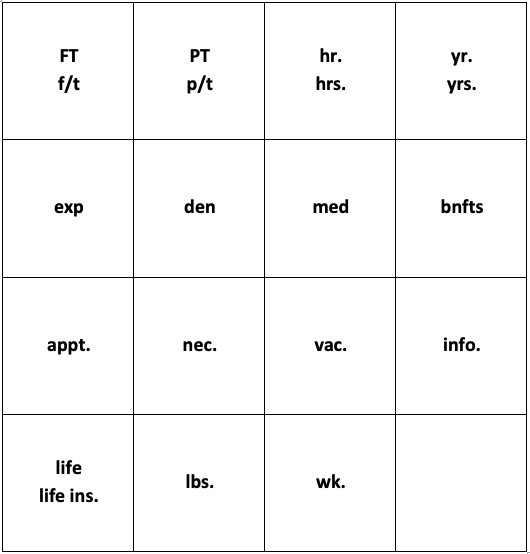 FT
f/t
PT
p/t
hr.
hrs.
yr.
yrs.
exp
den
med
bnfts
appt.
nec.
vac.
info.
life
life ins.
lbs.
wk.